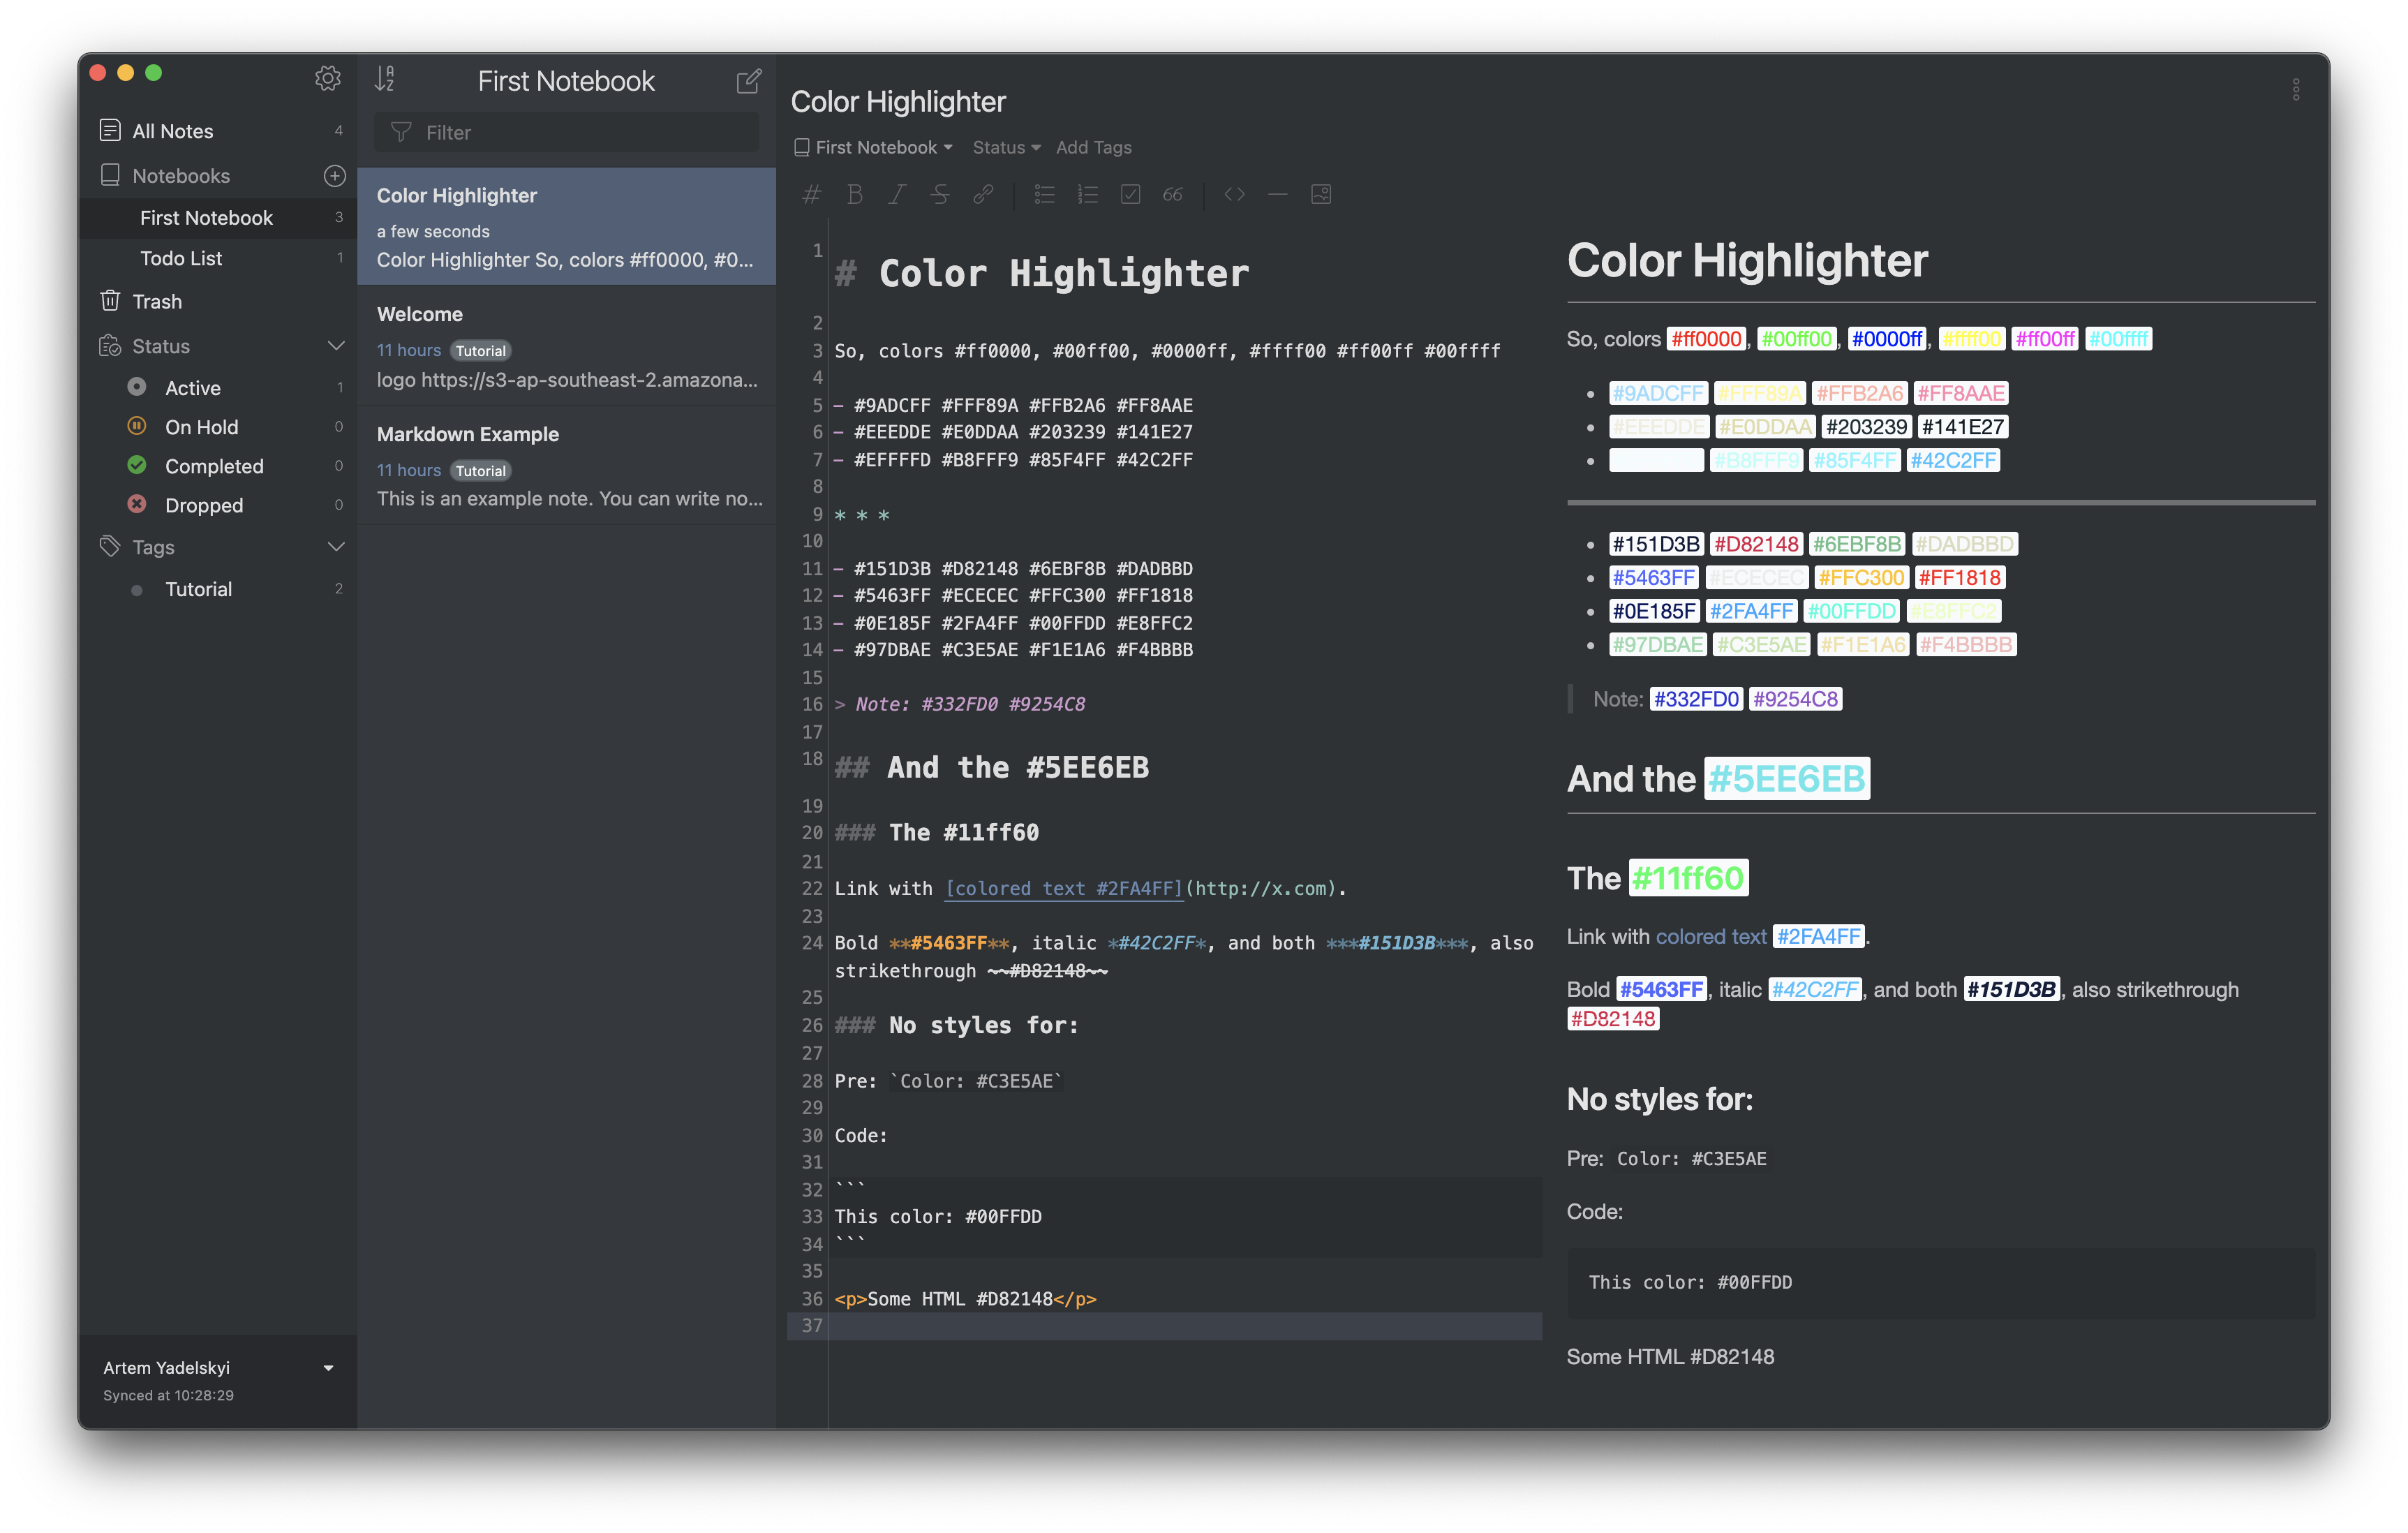 All Notes 4
Notebooks
First Notebook 3
Todo List 1
Trash
Status
Active 1
On Hold 0
Completed 0
Dropped 0
Tags
Tutorial 2
Artem Yadelskyi
Synced at 10:28:29
First Notebook
Filter
Color Highlighter
a few seconds
Color Highlighter So, colors #ff0000, #0...
Welcome
11 hours Tutorial
logo https://s3-ap-southeast-2.amazona...
Markdown Example
11 hours Tutorial
This is an example note. You can write no...
Color Highlighter
First Notebook Status Add Tags
1 # Color Highlighter
2
3 So, colors #ff0000, #00ff00, #0000ff, #ffff00 #ff00ff #00ffff
4
5 - #9ADCFF #FFF89A #FFB2A6 #FF8AAE
6 - #EEEDDE #E0DDAA #203239 #141E27
7 - #EFFFFD #B8FFF9 #85F4FF #42C2FF
8
9 * * *
10
11 - #151D3B #D82148 #6EBF8B #DADBBD
12 - #5463FF #ECECEC #FFC300 #FF1818
13 - #0E185F #2FA4FF #00FFDD #E8FFC2
14 - #97DBAE #C3E5AE #F1E1A6 #F4BBBB
15
16 > Note: #332FD0 #9254C8
17
18 ## And the #5EE6EB
19
20 ### The #11ff60
21
22 Link with [colored text #2FA4FF](http://x.com).
23
24 Bold **#5463FF**, italic *#42C2FF*, and both ***#151D3B***, also
strikethrough ~~#D82148~~
25
26 ### No styles for:
27
28 Pre: `Color: #C3E5AE`
29
30 Code:
31
32 ```
33 This color: #00FFDD
34 ```
35
36 <p>Some HTML #D82148</p>
37
Color Highlighter
So, colors #ff0000, #00ff00, #0000ff, #ffff00 #ff00ff #00ffff
• #9ADCFF #FFF89A #FFB2A6 #FF8AAE
• #EEEDDE #E0DDAA #203239 #141E27
• #B8FFF9 #85F4FF #42C2FF
• #151D3B #D82148 #6EBF8B #DADBBD
• #5463FF #ECECEC #FFC300 #FF1818
• #0E185F #2FA4FF #00FFDD #E8FFC2
• #97DBAE #C3E5AE #F1E1A6 #F4BBBB
Note: #332FD0 #9254C8
And the #5EE6EB
The #11ff60
Link with colored text #2FA4FF.
Bold #5463FF, italic #42C2FF, and both #151D3B, also strikethrough
#D82148
No styles for:
Pre: Color: #C3E5AE
Code:
This color: #00FFDD
Some HTML #D82148